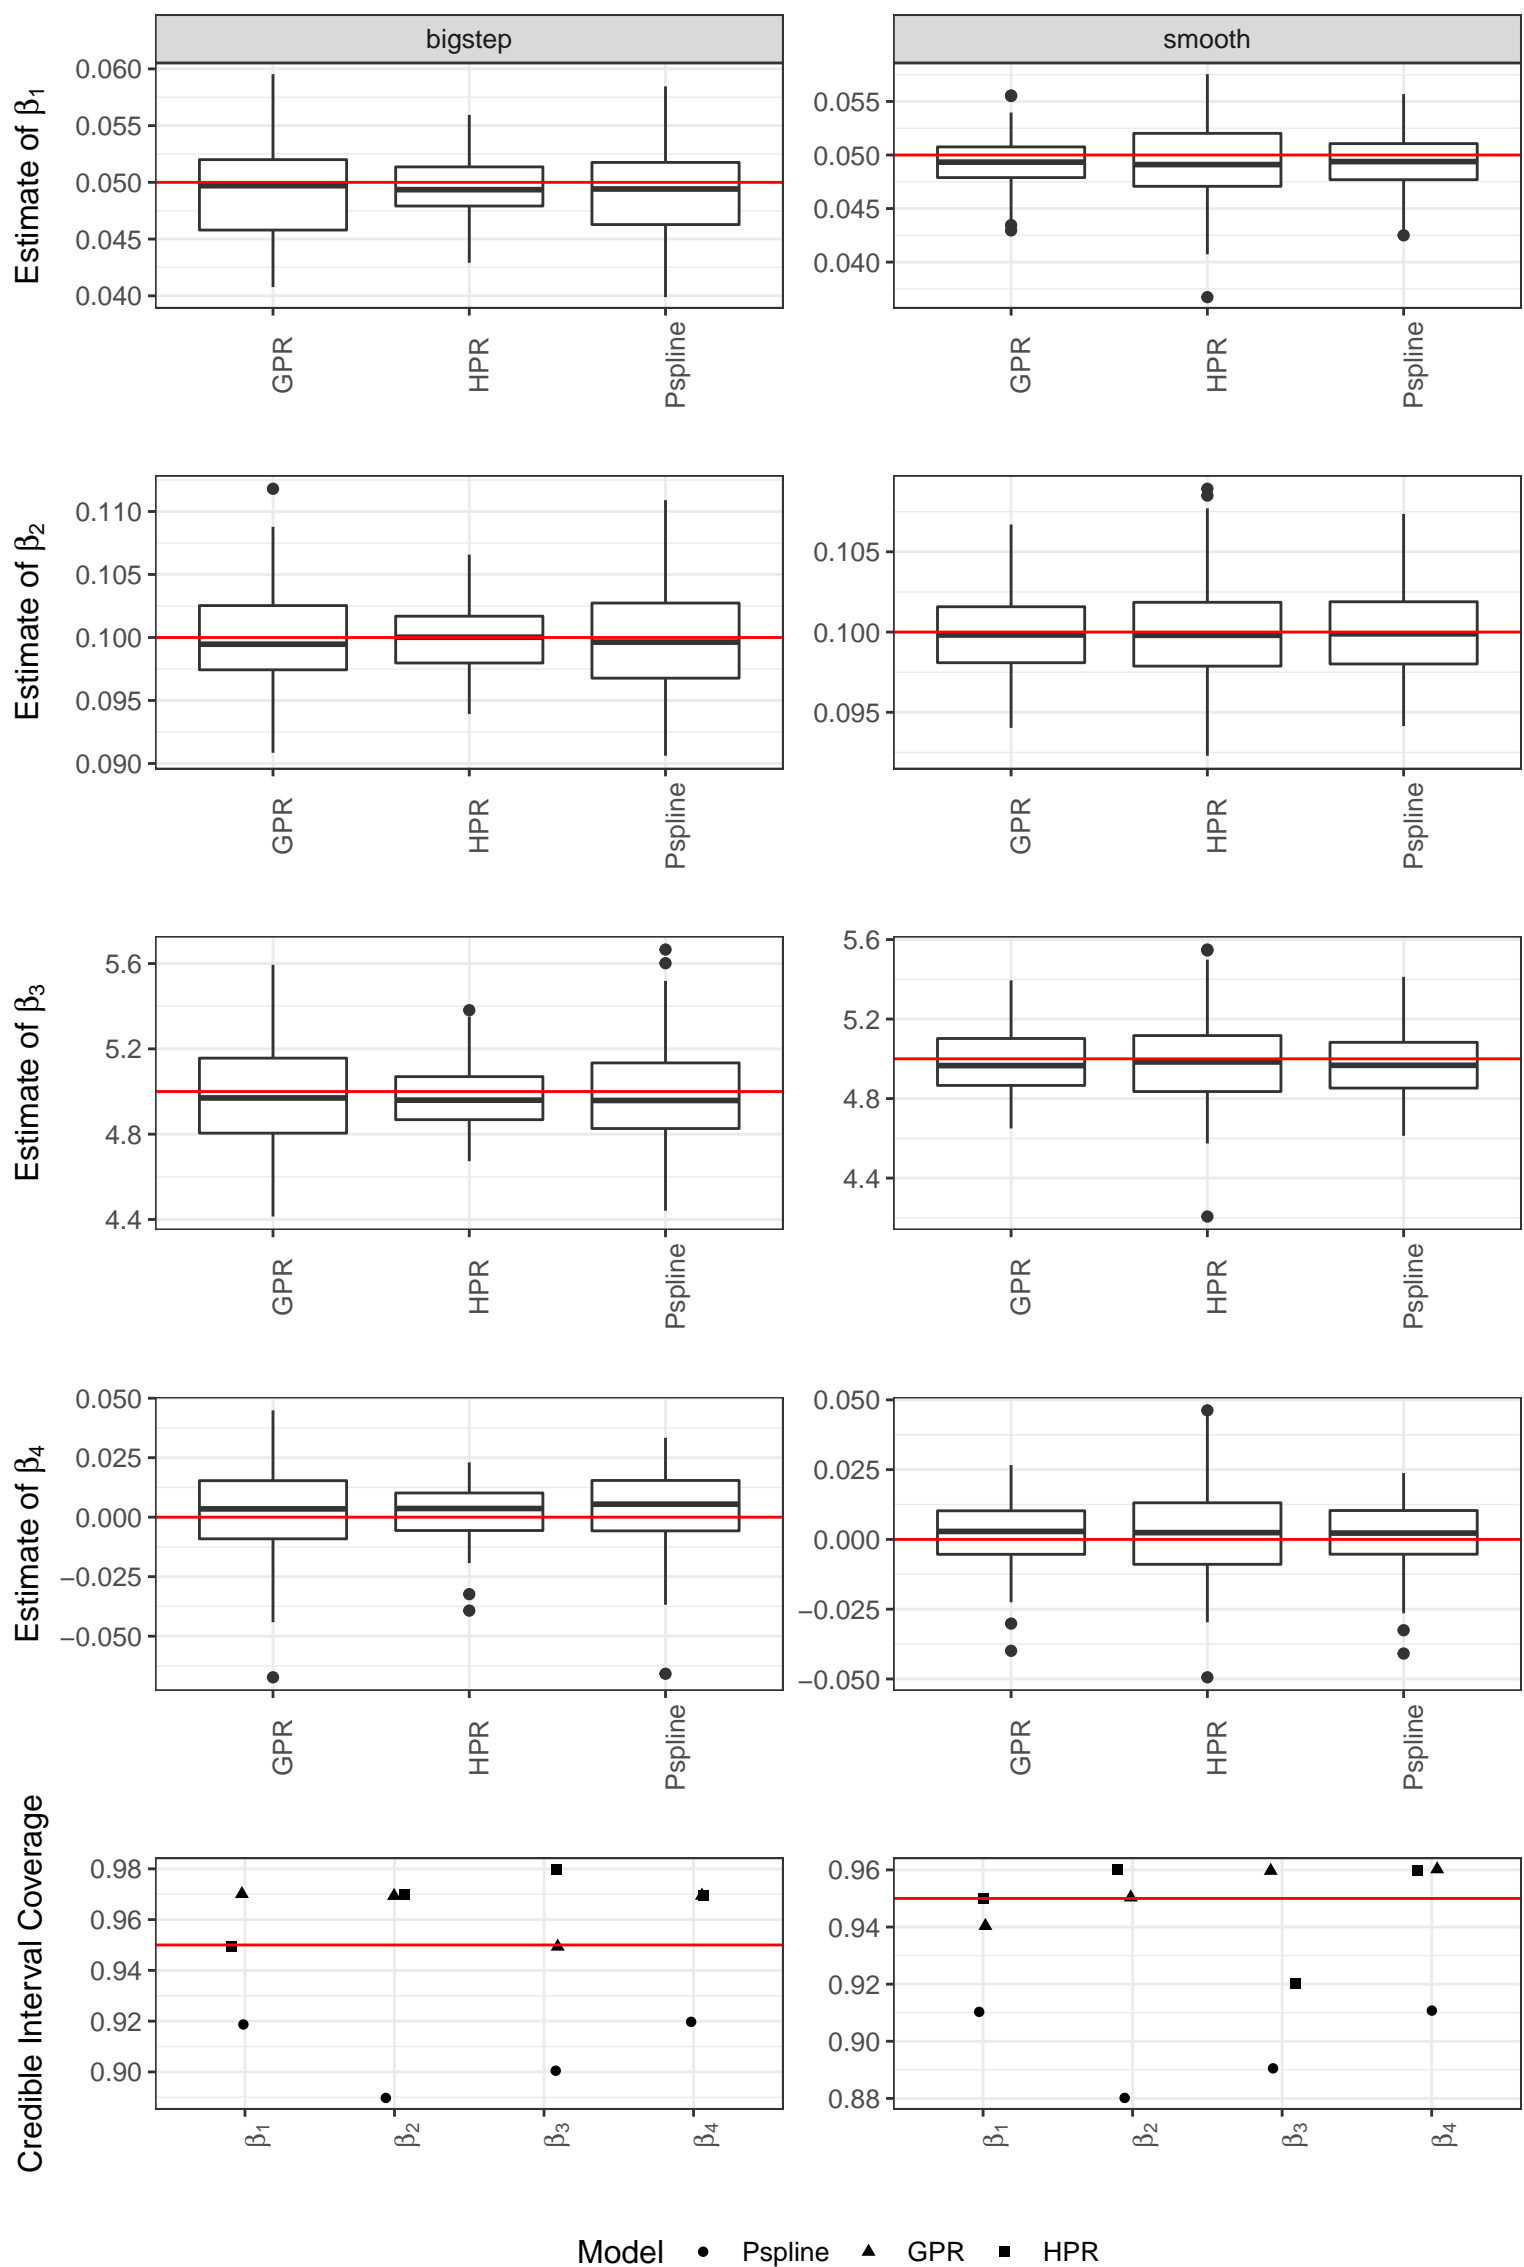 bigstep
smooth
Estimate of β1
0.060
0.055
0.050
0.045
0.040
0.055
0.050
0.045
0.040
GPR
HPR
Pspline
GPR
HPR
Pspline
Estimate of β2
0.110
0.105
0.100
0.095
0.090
0.105
0.100
0.095
GPR
HPR
Pspline
GPR
HPR
Pspline
Estimate of β3
5.6
5.2
4.8
4.4
5.6
5.2
4.8
4.4
GPR
HPR
Pspline
GPR
HPR
Pspline
Estimate of β4
0.050
0.025
0.000
−0.025
−0.050
0.050
0.025
0.000
−0.025
−0.050
GPR
HPR
Pspline
GPR
HPR
Pspline
Credible Interval Coverage
0.98
0.96
0.94
0.92
0.90
0.96
0.94
0.92
0.90
0.88
β1
β2
β3
β4
β1
β2
β3
β4
Model Pspline GPR HPR